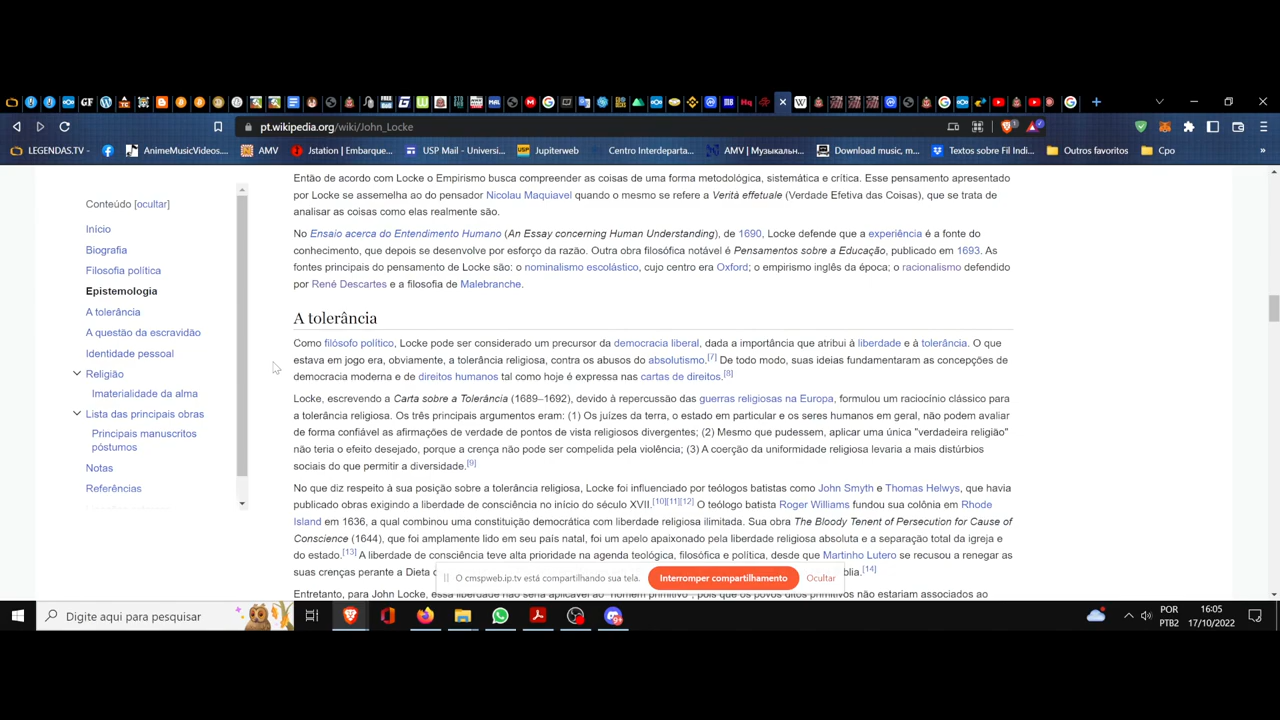 pt.wikipedia.org/wiki/John_Locke
LEGENDAS.TV
AnimeMusicVideos...
AMV
Jstation | Embarque...
USP Mail - Universi...
Jupiterweb
Centro Interdeparta...
AMV | Музыкальн...
Download music, m...
Textos sobre Fil Indi...
Outros favoritos
Cpo
Conteúdo [ocultar]
Início
Biografia
Filosofia política
Epistemologia
A tolerância
A questão da escravidão
Identidade pessoal
Religião
Imaterialidade da alma
Lista das principais obras
Principais manuscritos
póstumos
Notas
Referências
Então de acordo com Locke o Empirismo busca compreender as coisas de uma forma metodológica, sistemática e crítica. Esse pensamento apresentado
por Locke se assemelha ao do pensador Nicolau Maquiavel quando o mesmo se refere a Verità effetuale (Verdade Efetiva das Coisas), que se trata de
analisar as coisas como elas realmente são.
No Ensaio acerca do Entendimento Humano (An Essay concerning Human Understanding), de 1690, Locke defende que a experiência é a fonte do
conhecimento, que depois se desenvolve por esforço da razão. Outra obra filosófica notável é Pensamentos sobre a Educação, publicado em 1693. As
fontes principais do pensamento de Locke são: o nominalismo escolástico, cujo centro era Oxford; o empirismo inglês da época; o racionalismo defendido
por René Descartes e a filosofia de Malebranche.
A tolerância
Como filósofo político, Locke pode ser considerado um precursor da democracia liberal, dada a importância que atribui à liberdade e à tolerância. O que
estava em jogo era, obviamente, a tolerância religiosa, contra os abusos do absolutismo.[7] De todo modo, suas ideias fundamentaram as concepções de
democracia moderna e de direitos humanos tal como hoje é expressa nas cartas de direitos.[8]
Locke, escrevendo a Carta sobre a Tolerância (1689–1692), devido à repercussão das guerras religiosas na Europa, formulou um raciocínio clássico para
a tolerância religiosa. Os três principais argumentos eram: (1) Os juízes da terra, o estado em particular e os seres humanos em geral, não podem avaliar
de forma confiável as afirmações de verdade de pontos de vista religiosos divergentes; (2) Mesmo que pudessem, aplicar uma única "verdadeira religião"
não teria o efeito desejado, porque a crença não pode ser compelida pela violência; (3) A coerção da uniformidade religiosa levaria a mais distúrbios
sociais do que permitir a diversidade.[9]
No que diz respeito à sua posição sobre a tolerância religiosa, Locke foi influenciado por teólogos batistas como John Smyth e Thomas Helwys, que havia
publicado obras exigindo a liberdade de consciência no início do século XVII.[10][11][12] O teólogo batista Roger Williams fundou sua colônia em Rhode
Island em 1636, a qual combinou uma constituição democrática com liberdade religiosa ilimitada. Sua obra The Bloody Tenent of Persecution for Cause of
Conscience (1644), que foi amplamente lido em seu país natal, foi um apelo apaixonado pela liberdade religiosa absoluta e a separação total da igreja e
do estado.[13] A liberdade de consciência teve alta prioridade na agenda teológica, filosófica e política, desde que Martinho Lutero se recusou a renegar as
suas crenças perante a Dieta
blia.[14]
O cmspweb.ip.tv está compartilhando sua tela.
Interromper compartilhamento
Ocultar
Entretanto, para John Locke, essa liberdade não seria aplicável ao "homem primitivo", pois que os povos ditos primitivos não estariam associados ao
Digite aqui para pesquisar
POR
PTB2
16:05
17/10/2022